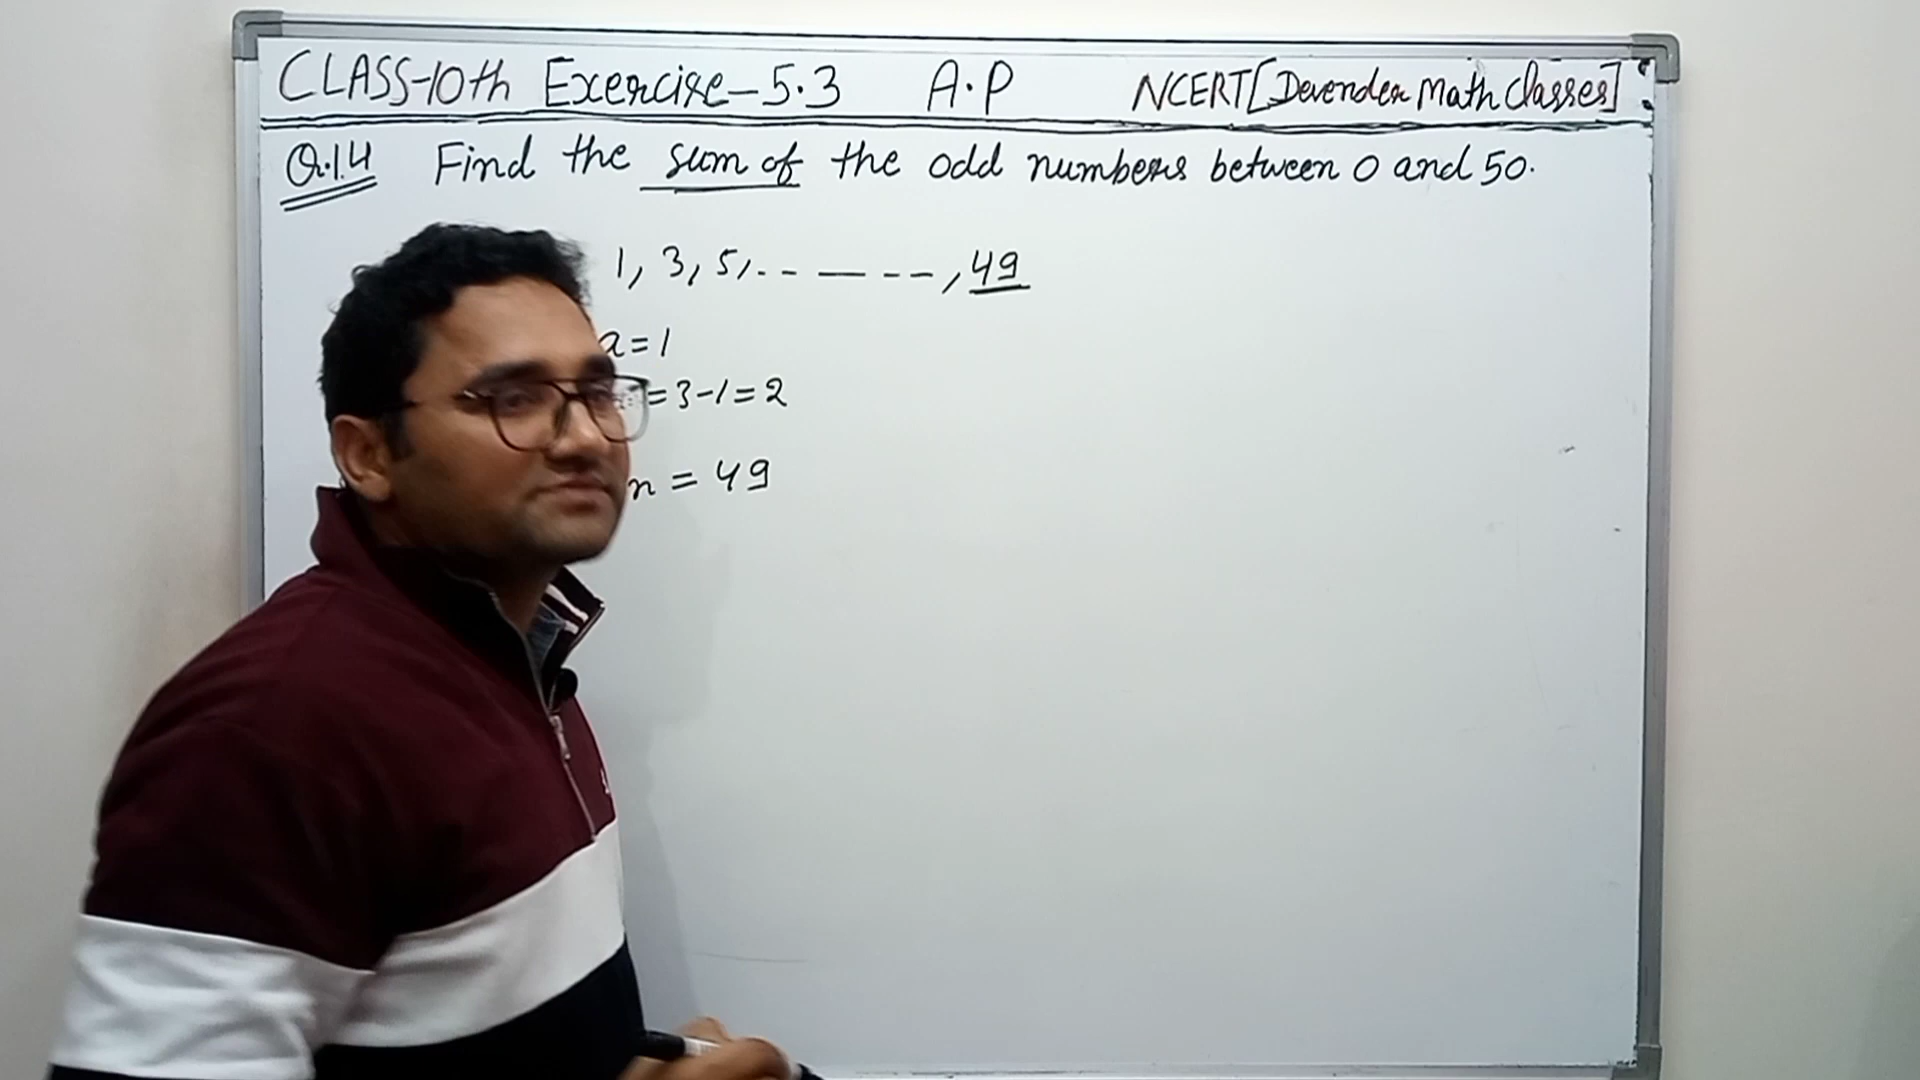 CLASS-10th Exercise-5.3 A.P NCERT[Devender Math Classes]
Q.14 Find the sum of the odd numbers between 0 and 50.
1, 3, 5,-- — --, 49
a=1
=3-1=2
n = 49